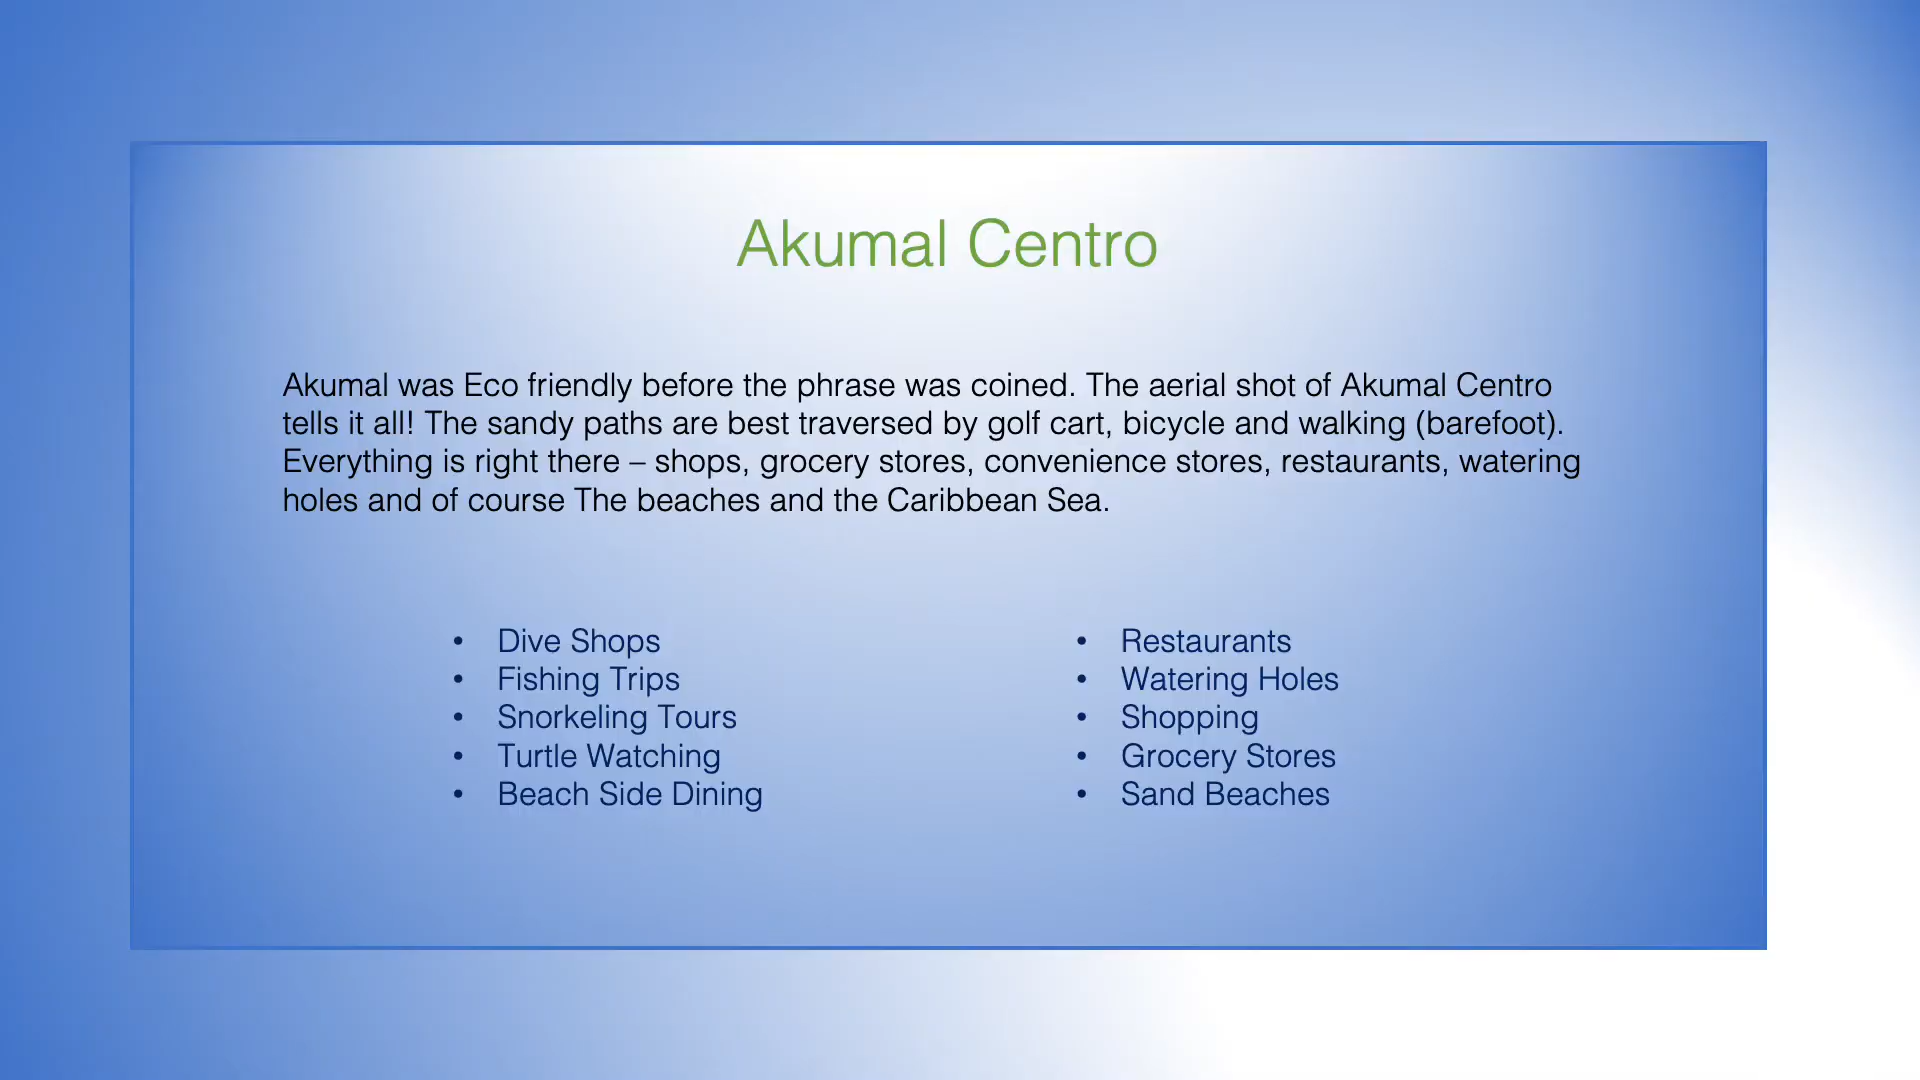 Akumal Centro
Akumal was Eco friendly before the phrase was coined. The aerial shot of Akumal Centro
tells it all! The sandy paths are best traversed by golf cart, bicycle and walking (barefoot).
Everything is right there – shops, grocery stores, convenience stores, restaurants, watering
holes and of course The beaches and the Caribbean Sea.
• Dive Shops
• Fishing Trips
• Snorkeling Tours
• Turtle Watching
• Beach Side Dining
• Restaurants
• Watering Holes
• Shopping
• Grocery Stores
• Sand Beaches